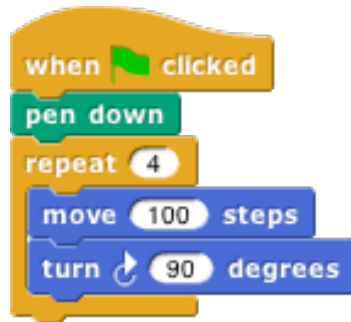 when clicked
pen down
repeat 4
move 100 steps
turn 90 degrees